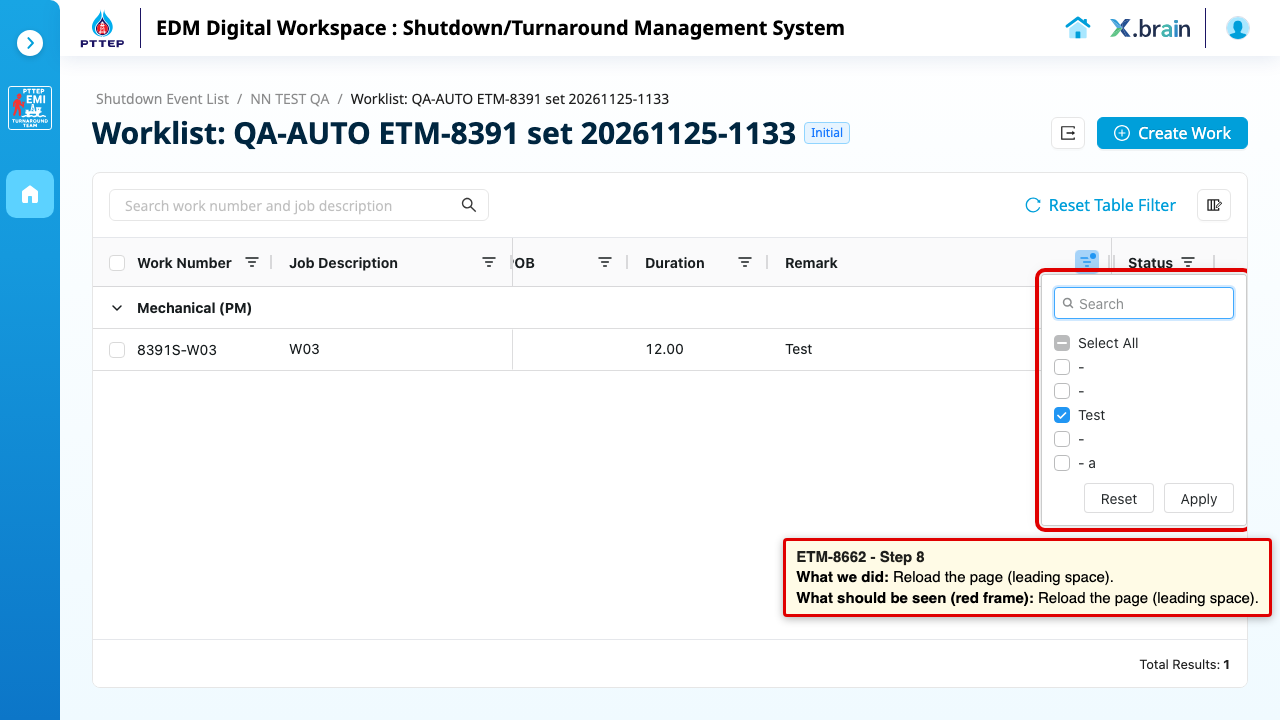 PTTEP
EDM Digital Workspace : Shutdown/Turnaround Management System
X.brain
PTTEP
EMI
TURNAROUND
TEAM
Shutdown Event List / NN TEST QA / Worklist: QA-AUTO ETM-8391 set 20261125-1133
Worklist: QA-AUTO ETM-8391 set 20261125-1133
Initial
Create Work
Search work number and job description
Reset Table Filter
Work Number
Job Description
OB
Duration
Remark
Status
Mechanical (PM)
8391S-W03
W03
12.00
Test
Search
Select All
-
-
Test
-
- a
Reset
Apply
ETM-8662 - Step 8
What we did: Reload the page (leading space).
What should be seen (red frame): Reload the page (leading space).
Total Results: 1